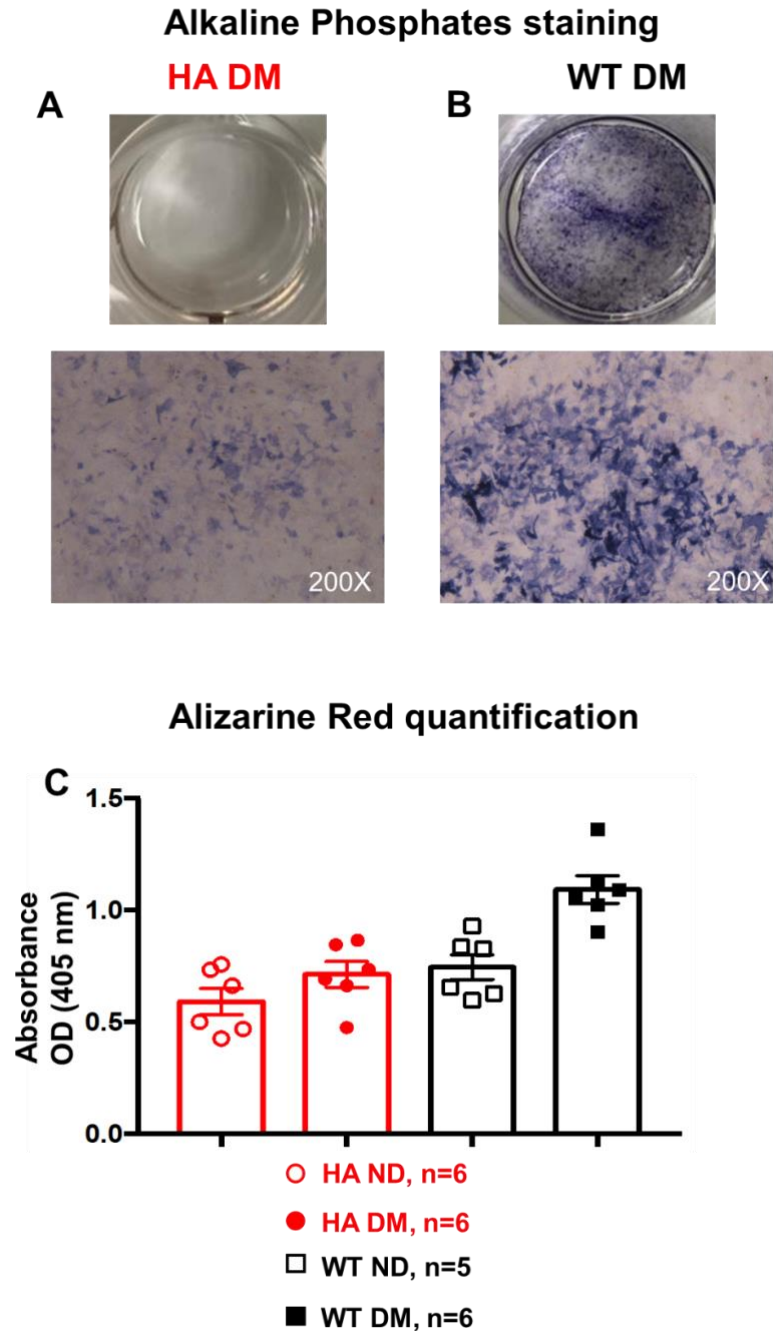 Alkaline Phosphates staining
HA DM
WT DM
A
B
200X
200X
Alizarine Red quantification
C
Absorbance
OD (405 nm)
1.5
1.0
0.5
0.0
HA ND, n=6
HA DM, n=6
WT ND, n=5
WT DM, n=6